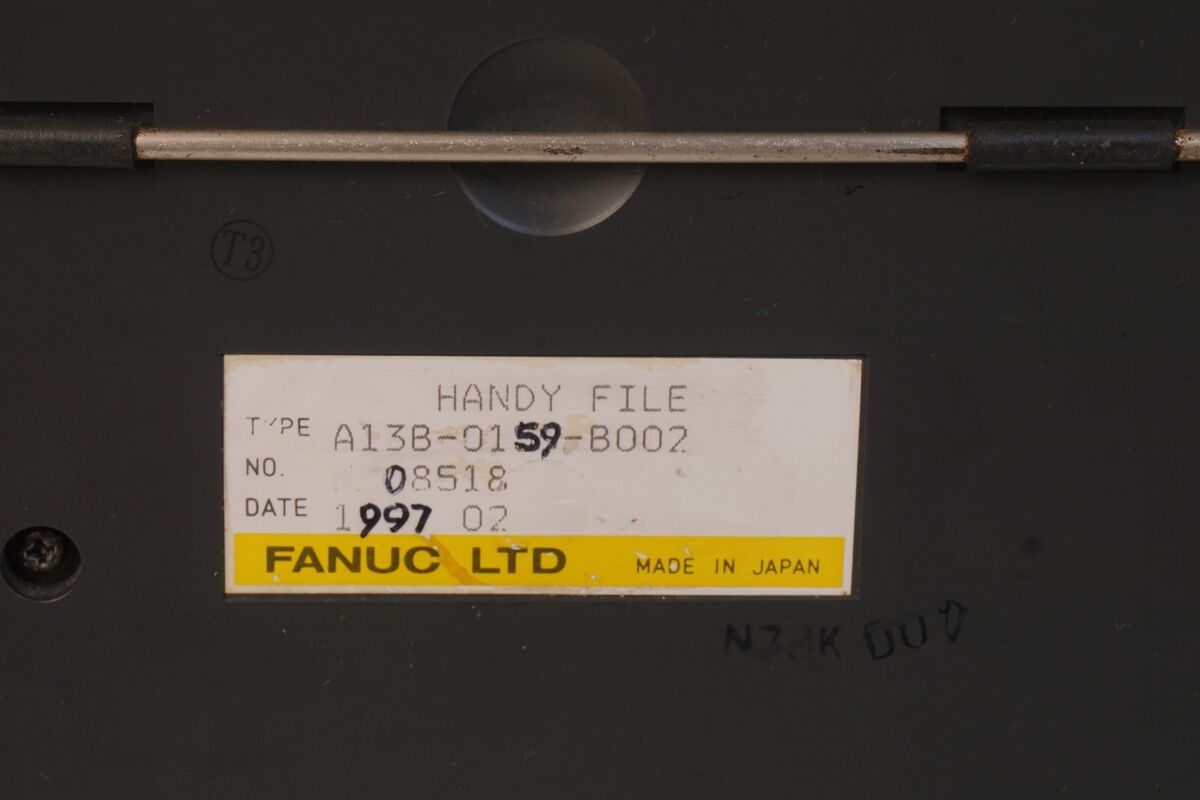 T3
HANDY FILE
TYPE A13B-0159-B002
NO. 08518
DATE 1997 02
FANUC LTD MADE IN JAPAN